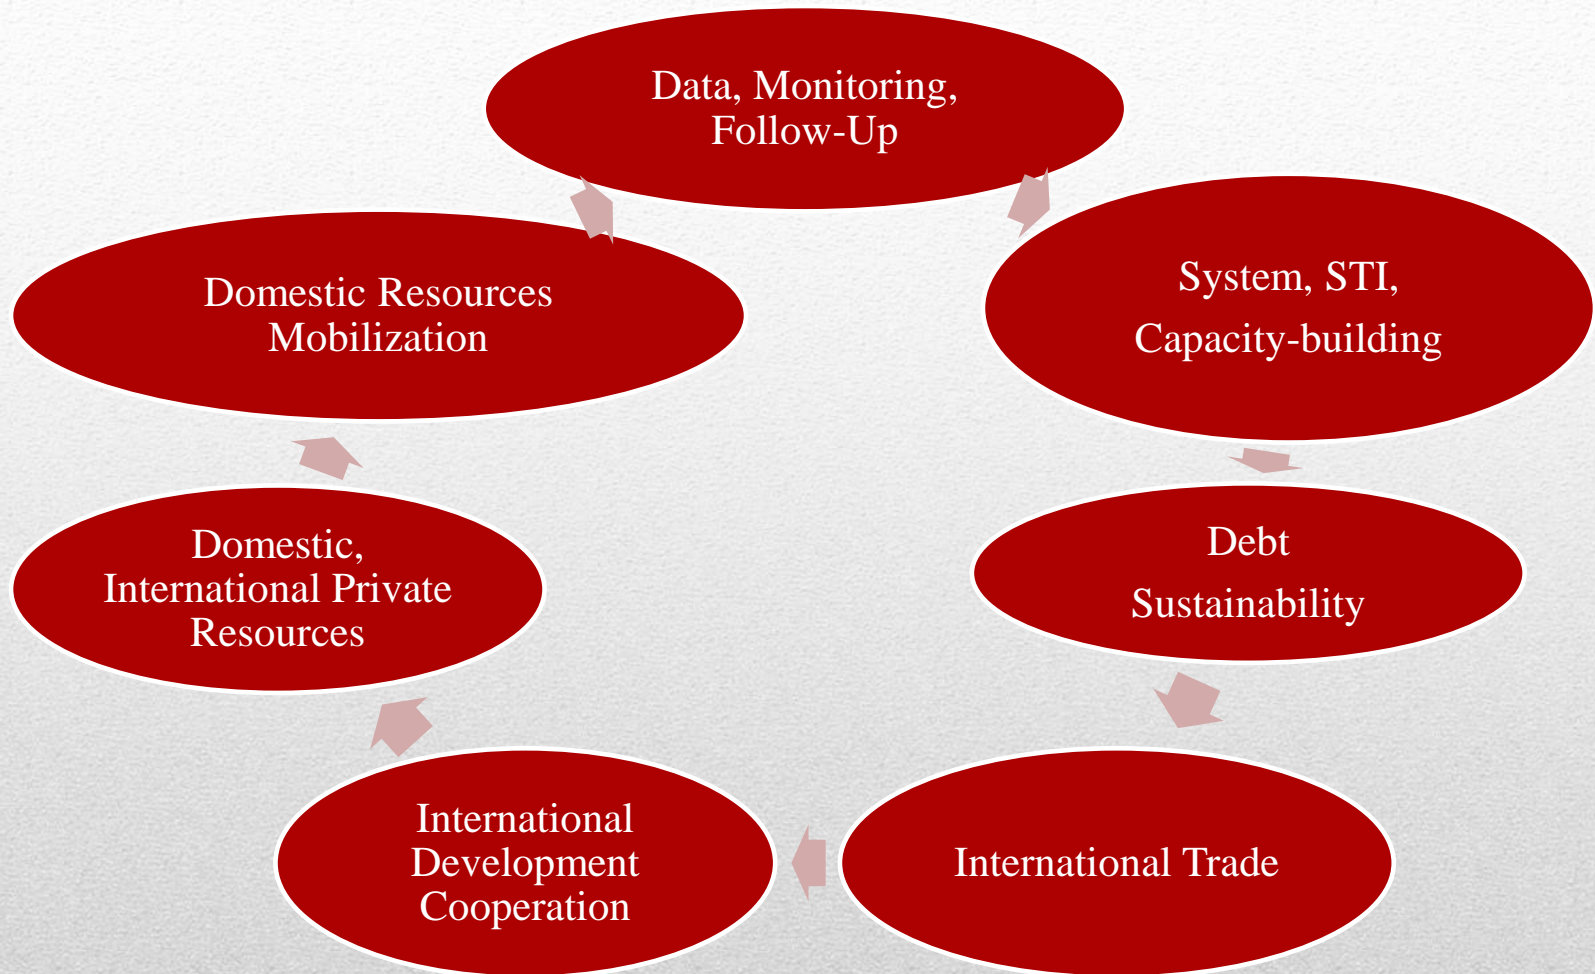 Data, Monitoring,
Follow-Up
System, STI,
Capacity-building
Debt
Sustainability
International Trade
International
Development
Cooperation
Domestic,
International Private
Resources
Domestic Resources
Mobilization